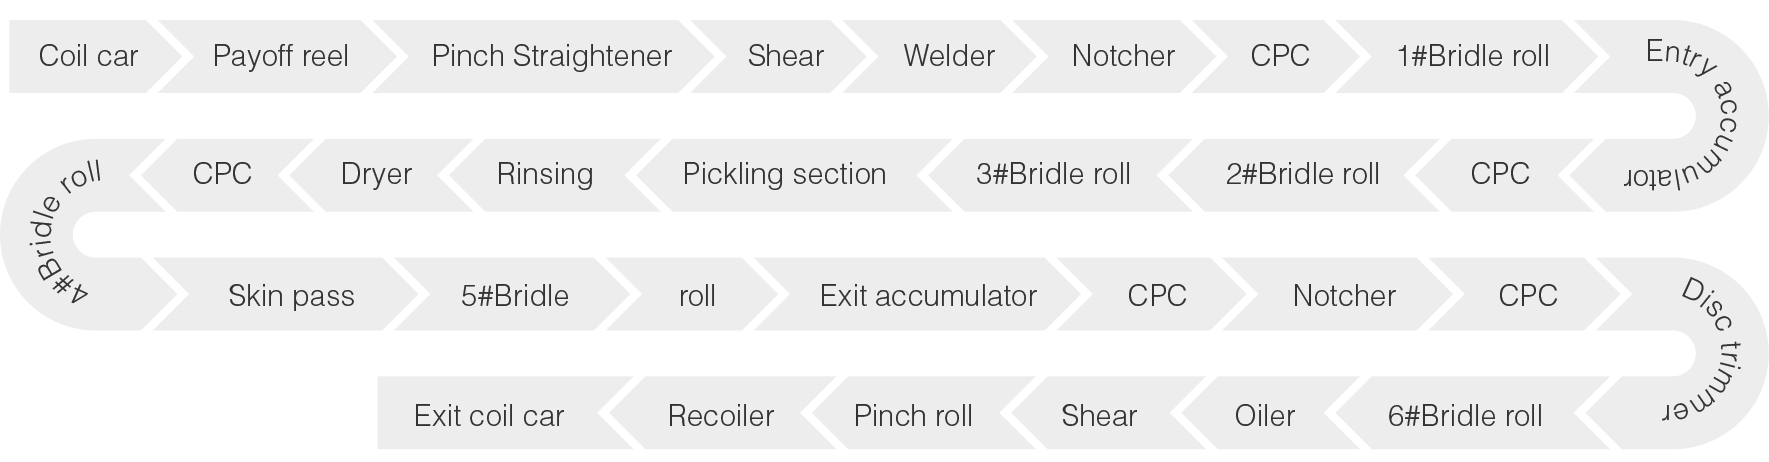 Coil car Payoff reel Pinch Straightener Shear Welder Notcher CPC 1#Bridle roll Entry accumulator
CPC 2#Bridle roll 3#Bridle roll Pickling section Rinsing Dryer CPC 4#Bridle roll
Skin pass 5#Bridle roll Exit accumulator CPC Notcher CPC Disc trimmer
6#Bridle roll Oiler Shear Pinch roll Recoiler Exit coil car